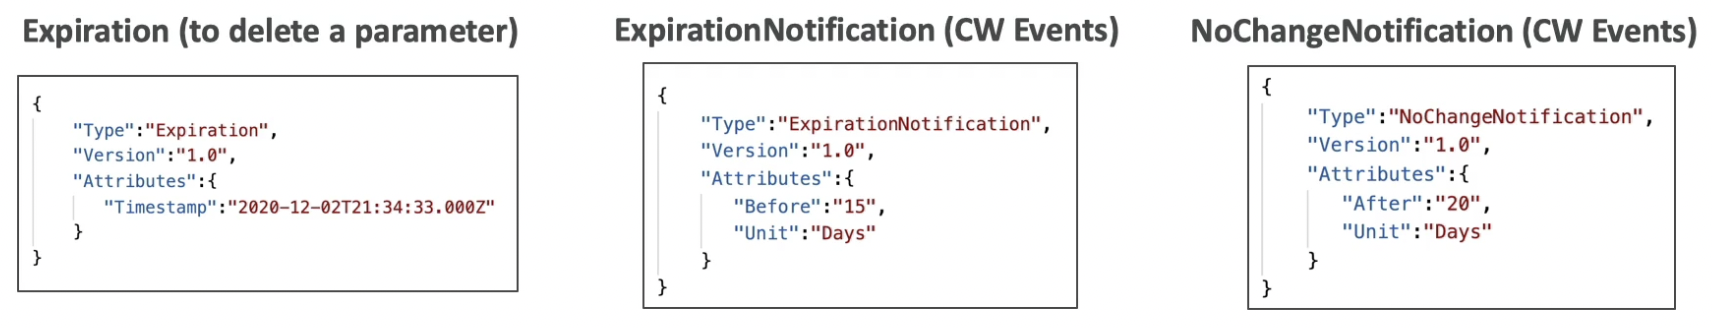 Expiration (to delete a parameter)
{
"Type":"Expiration",
"Version":"1.0",
"Attributes":{
"Timestamp":"2020-12-02T21:34:33.000Z"
}
}
ExpirationNotification (CW Events)
{
"Type":"ExpirationNotification",
"Version":"1.0",
"Attributes":{
"Before":"15",
"Unit":"Days"
}
}
NoChangeNotification (CW Events)
{
"Type":"NoChangeNotification",
"Version":"1.0",
"Attributes":{
"After":"20",
"Unit":"Days"
}
}